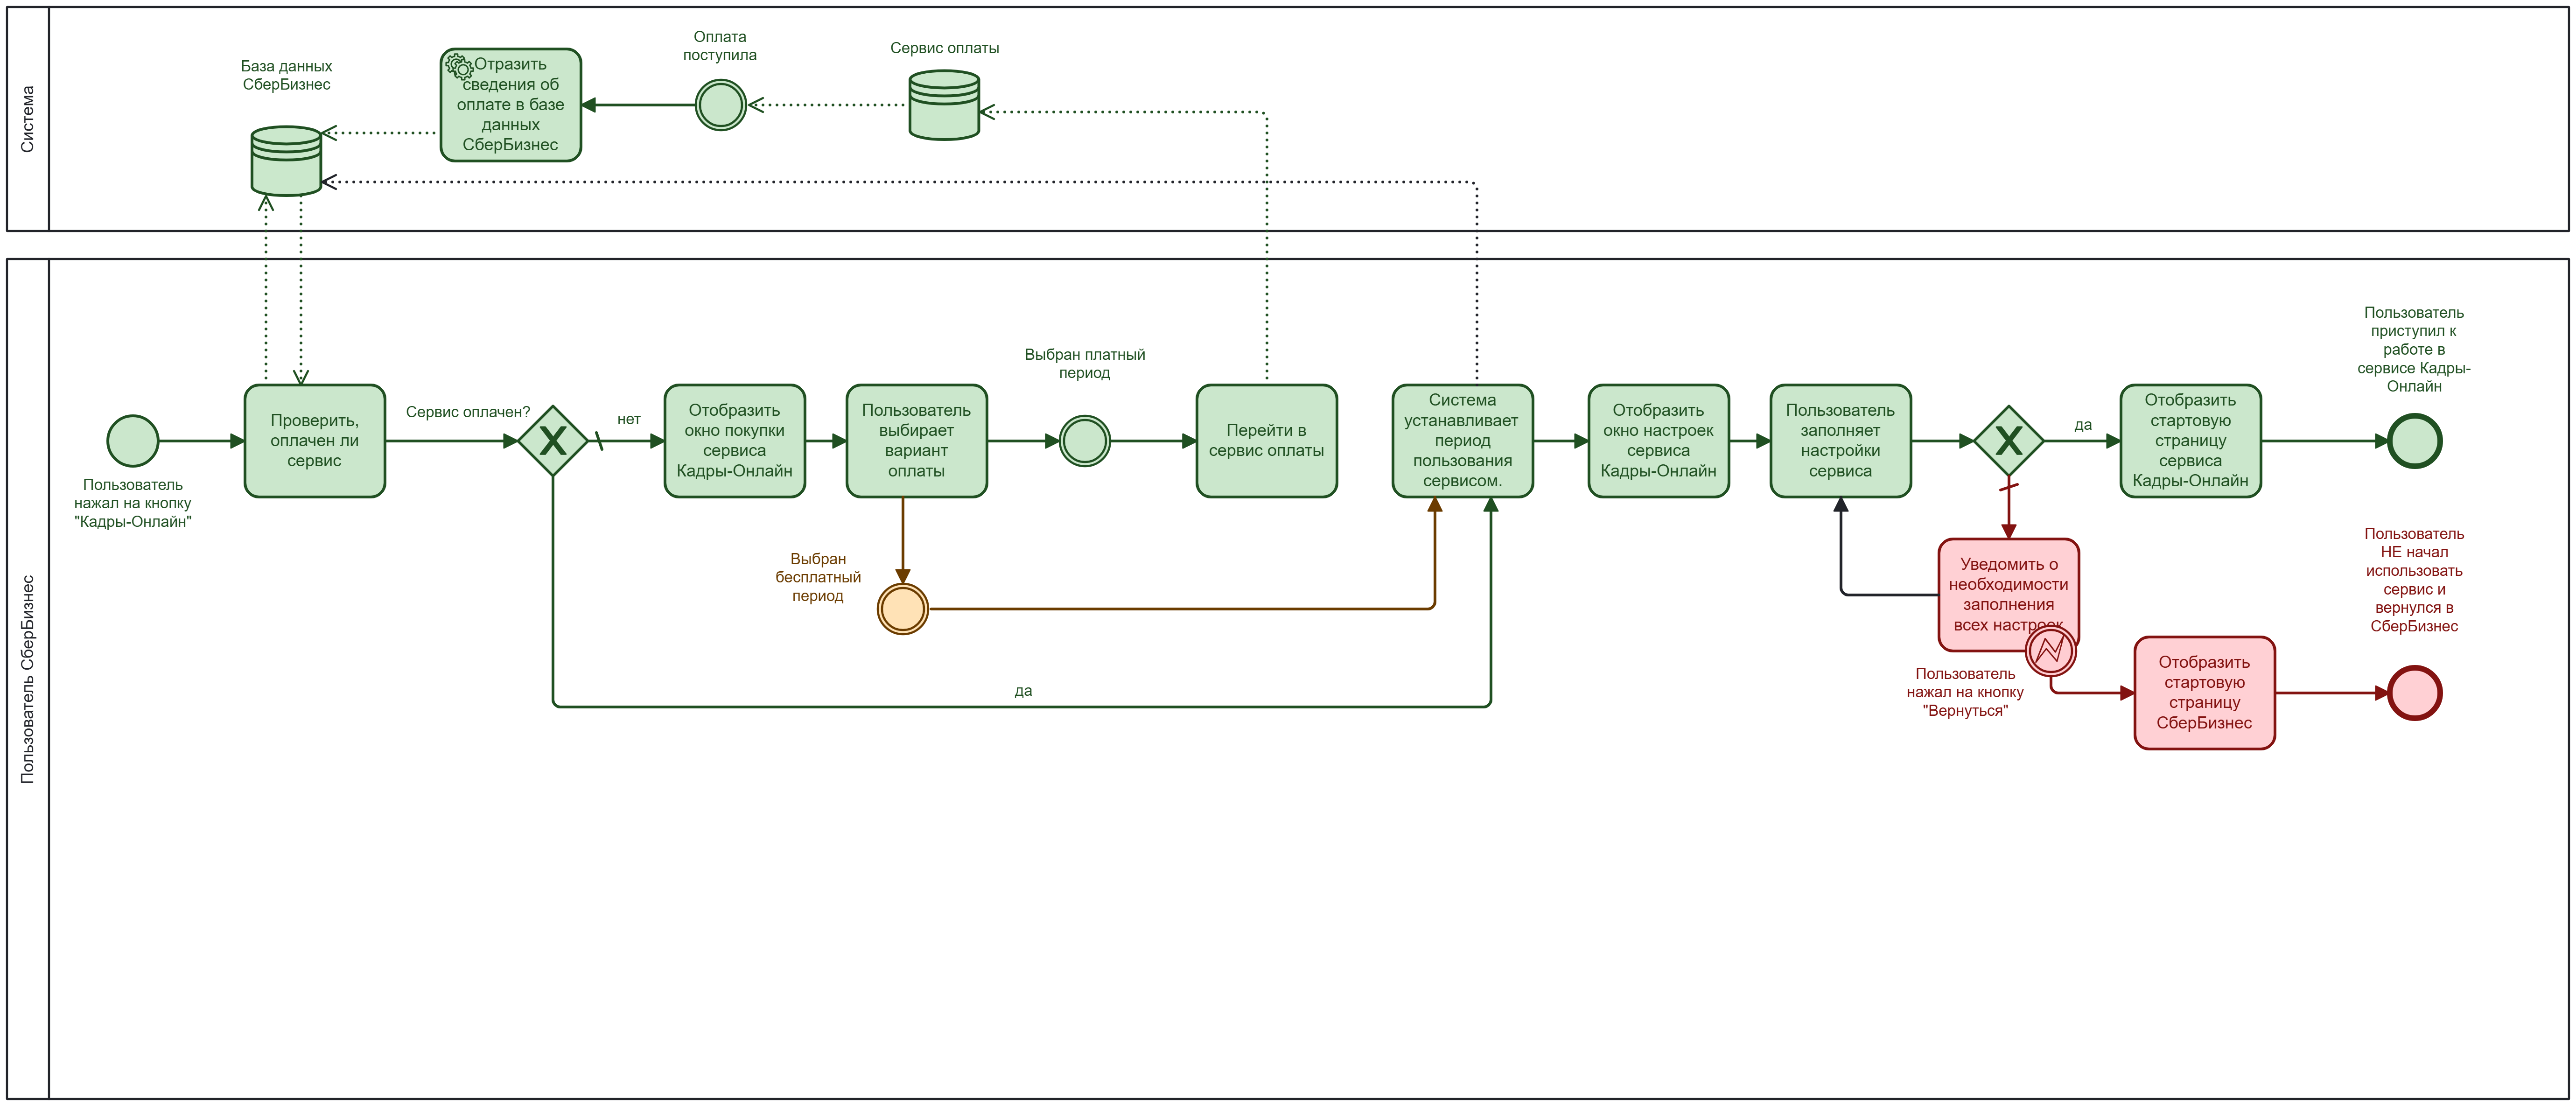 Система
База данных
СберБизнес
Отразить
сведения об
оплате в базе
данных
СберБизнес
Оплата
поступила
Сервис оплаты
Пользователь СберБизнес
Пользователь
нажал на кнопку
"Кадры-Онлайн"
Проверить,
оплачен ли
сервис
Сервис оплачен?
нет
Отобразить
окно покупки
сервиса
Кадры-Онлайн
Пользователь
выбирает
вариант
оплаты
Выбран платный
период
Перейти в
сервис оплаты
Система
устанавливает
период
пользования
сервисом.
Отобразить
окно настроек
сервиса
Кадры-Онлайн
Пользователь
заполняет
настройки
сервиса
да
Отобразить
стартовую
страницу
сервиса
Кадры-Онлайн
Пользователь
приступил к
работе в
сервисе Кадры-
Онлайн
Выбран
бесплатный
период
да
Уведомить о
необходимости
заполнения
всех настроек
Пользователь
нажал на кнопку
"Вернуться"
Отобразить
стартовую
страницу
СберБизнес
Пользователь
НЕ начал
использовать
сервис и
вернулся в
СберБизнес